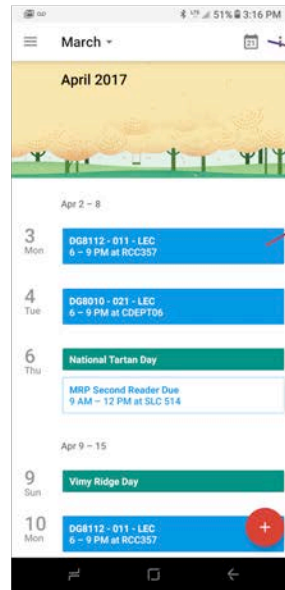 51% 3:16 PM
March
21
April 2017
Apr 2 – 8
3
Mon
DG8112 - 011 - LEC
6 – 9 PM at RCC357
4
Tue
DG8010 - 021 - LEC
6 – 9 PM at CDEPT06
6
Thu
National Tartan Day
MRP Second Reader Due
9 AM – 12 PM at SLC 514
Apr 9 – 15
9
Sun
Vimy Ridge Day
10
Mon
DG8112 - 011 - LEC
6 – 9 PM at RCC357